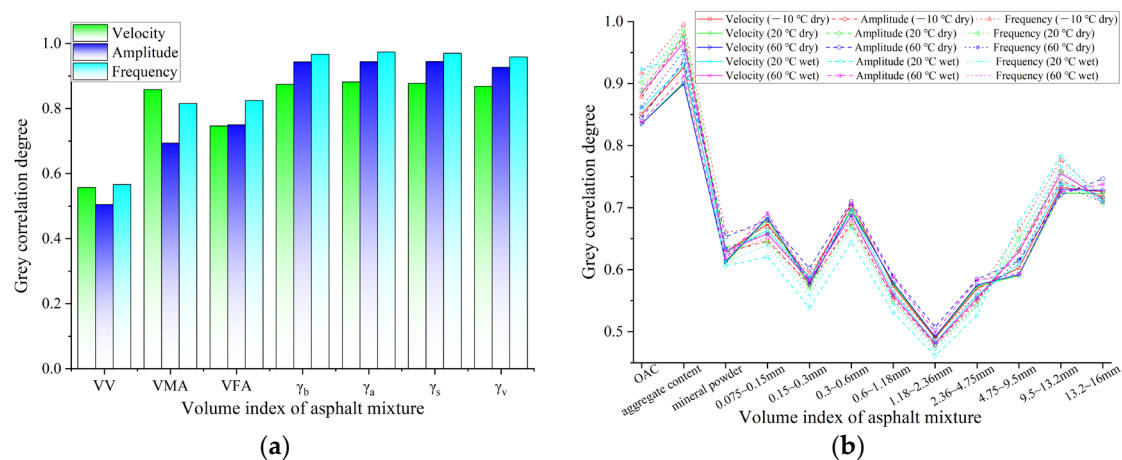 Velocity
Amplitude
Frequency
Grey correlation degree
1.0
0.9
0.8
0.6
0.4
0.3
0.2
0.1
0.0
VV VMA VFA γb γa γs γv
Volume index of asphalt mixture
(a)
Velocity (−10 ℃ dry) Amplitude (−10 ℃ dry) Frequency (−10 ℃ dry)
Velocity (20 ℃ dry) Amplitude (20 ℃ dry) Frequency (20 ℃ dry)
Velocity (60 ℃ dry) Amplitude (60 ℃ dry) Frequency (60 ℃ dry)
Velocity (20 ℃ wet) Amplitude (20 ℃ wet) Frequency (20 ℃ wet)
Velocity (60 ℃ wet) Amplitude (60 ℃ wet) Frequency (60 ℃ wet)
Grey correlation degree
1.0
0.9
0.8
0.7
0.6
0.5
OAC
aggregate content
mineral powder
0.075~0.15mm
0.15~0.3mm
0.3~0.6mm
0.6~1.18mm
1.18~2.36mm
2.36~4.75mm
4.75~9.5mm
9.5~13.2mm
13.2~16mm
Volume index of asphalt mixture
(b)